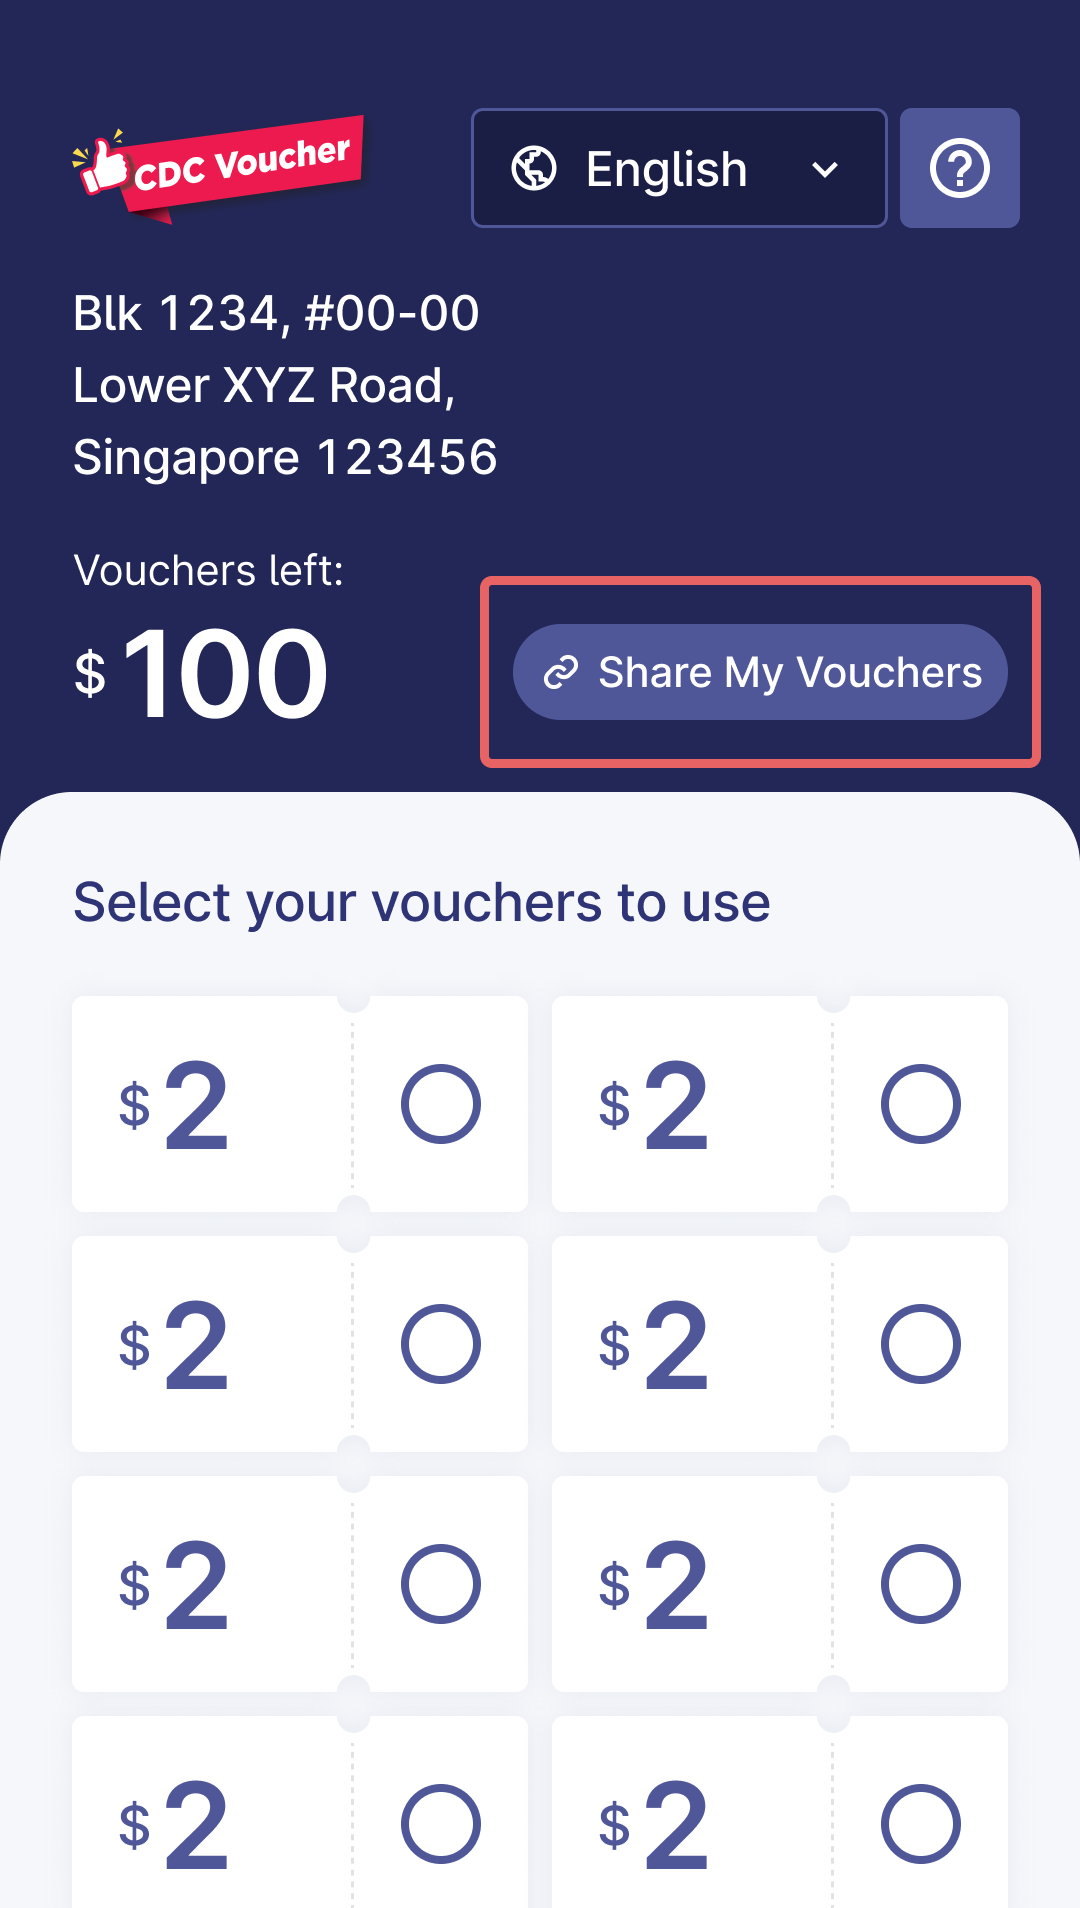 CDC Voucher
English
Blk 1234, #00-00
Lower XYZ Road,
Singapore 123456
Vouchers left:
$100
Share My Vouchers
Select your vouchers to use
$2 $2
$2 $2
$2 $2
$2 $2